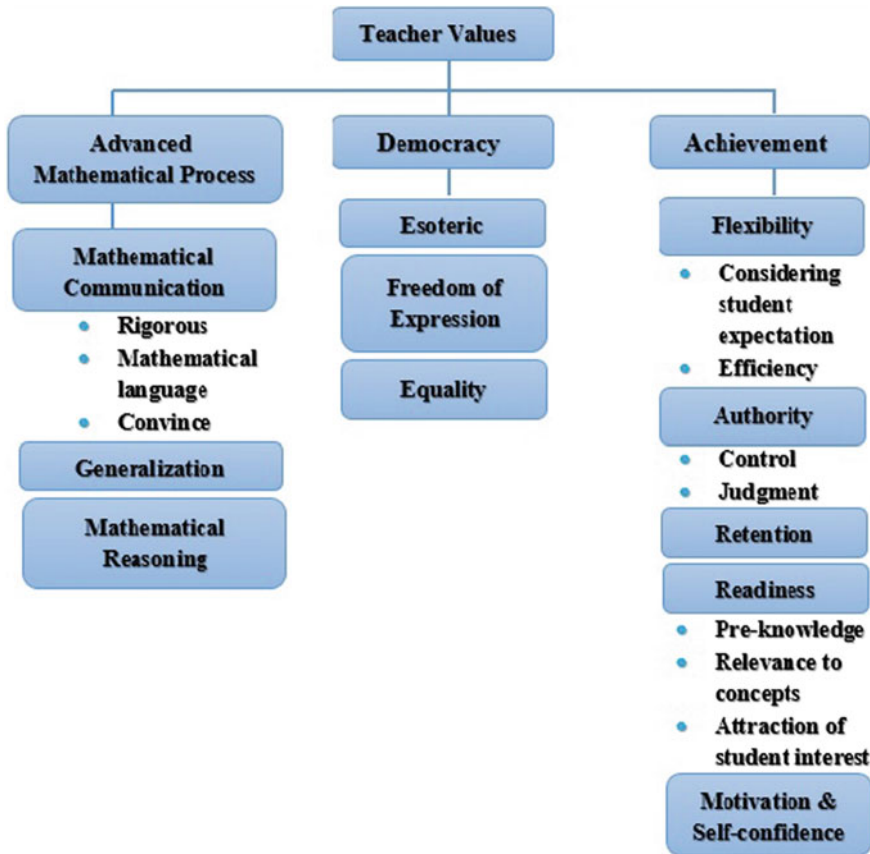 Teacher Values
Advanced
Mathematical Process
Mathematical
Communication
• Rigorous
• Mathematical
language
• Convince
Generalization
Mathematical
Reasoning
Democracy
Esoteric
Freedom of
Expression
Equality
Achievement
Flexibility
• Considering
student
expectation
• Efficiency
Authority
• Control
• Judgment
Retention
Readiness
• Pre-knowledge
• Relevance to
concepts
• Attraction of
student interest
Motivation &
Self-confidence